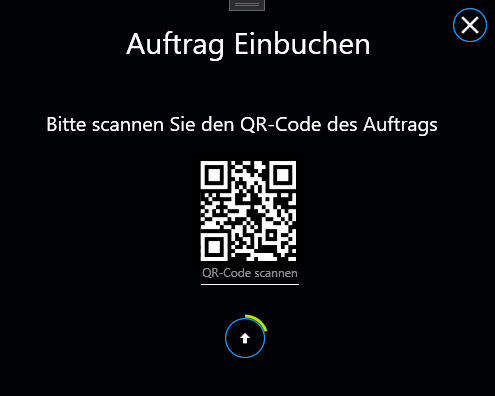 Auftrag Einbuchen
Bitte scannen Sie den QR-Code des Auftrags
QR-Code scannen